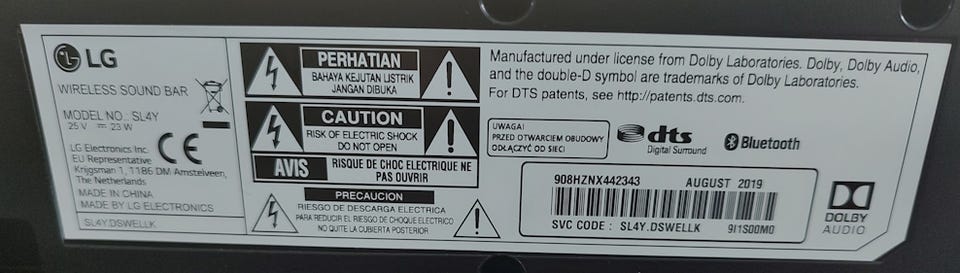 LG
WIRELESS SOUND BAR
MODEL NO.: SL4Y
25 V ⎓ 23 W
LG Electronics Inc.
EU Representative
Krijgsman 1, 1186 DM Amstelveen,
The Netherlands
MADE IN CHINA
MADE BY LG ELECTRONICS
SL4Y.DSWELLK
CE
PERHATIAN
BAHAYA KEJUTAN LISTRIK
JANGAN DIBUKA
CAUTION
RISK OF ELECTRIC SHOCK
DO NOT OPEN
AVIS
RISQUE DE CHOC ELECTRIQUE NE
PAS OUVRIR
PRECAUCION
RIESGO DE DESCARGA ELECTRICA
PARA REDUCIR EL RIESGO DE CHOQUE ELECTRICO
NO QUITE LA CUBIERTA POSTERIOR
Manufactured under license from Dolby Laboratories. Dolby, Dolby Audio,
and the double-D symbol are trademarks of Dolby Laboratories.
For DTS patents, see http://patents.dts.com.
UWAGA!
PRZED OTWARCIEM OBUDOWY
ODŁĄCZYĆ OD SIECI
dts
Digital Surround
Bluetooth
908HZNX442343 AUGUST 2019
SVC CODE : SL4Y.DSWELLK 9I1S00M0
DOLBY
AUDIO